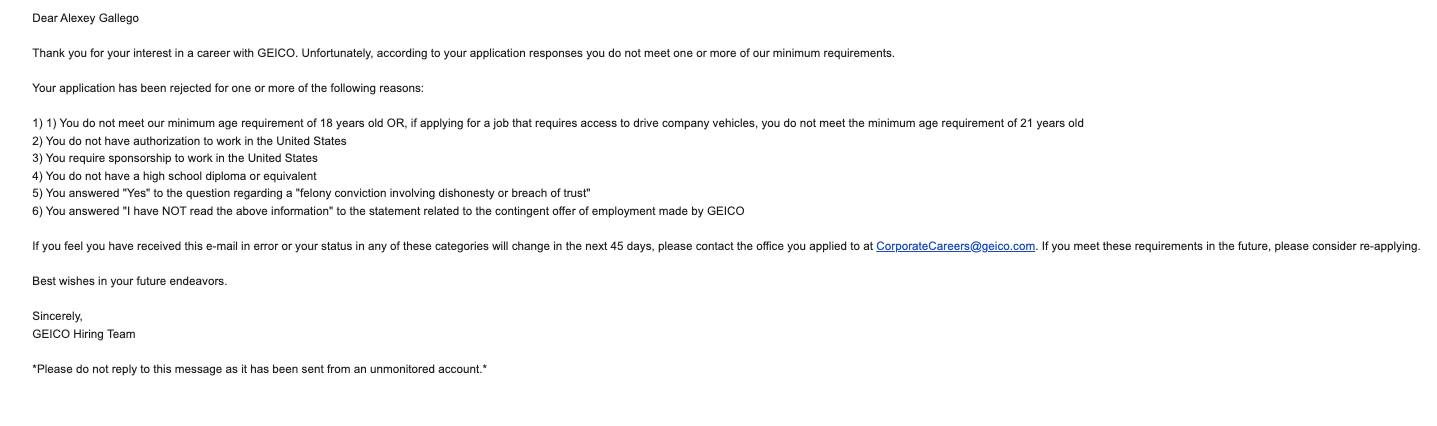 Dear Alexey Gallego
Thank you for your interest in a career with GEICO. Unfortunately, according to your application responses you do not meet one or more of our minimum requirements.
Your application has been rejected for one or more of the following reasons:
1) 1) You do not meet our minimum age requirement of 18 years old OR, if applying for a job that requires access to drive company vehicles, you do not meet the minimum age requirement of 21 years old
2) You do not have authorization to work in the United States
3) You require sponsorship to work in the United States
4) You do not have a high school diploma or equivalent
5) You answered "Yes" to the question regarding a "felony conviction involving dishonesty or breach of trust"
6) You answered "I have NOT read the above information" to the statement related to the contingent offer of employment made by GEICO
If you feel you have received this e-mail in error or your status in any of these categories will change in the next 45 days, please contact the office you applied to at CorporateCareers@geico.com. If you meet these requirements in the future, please consider re-applying.
Best wishes in your future endeavors.
Sincerely,
GEICO Hiring Team
*Please do not reply to this message as it has been sent from an unmonitored account.*